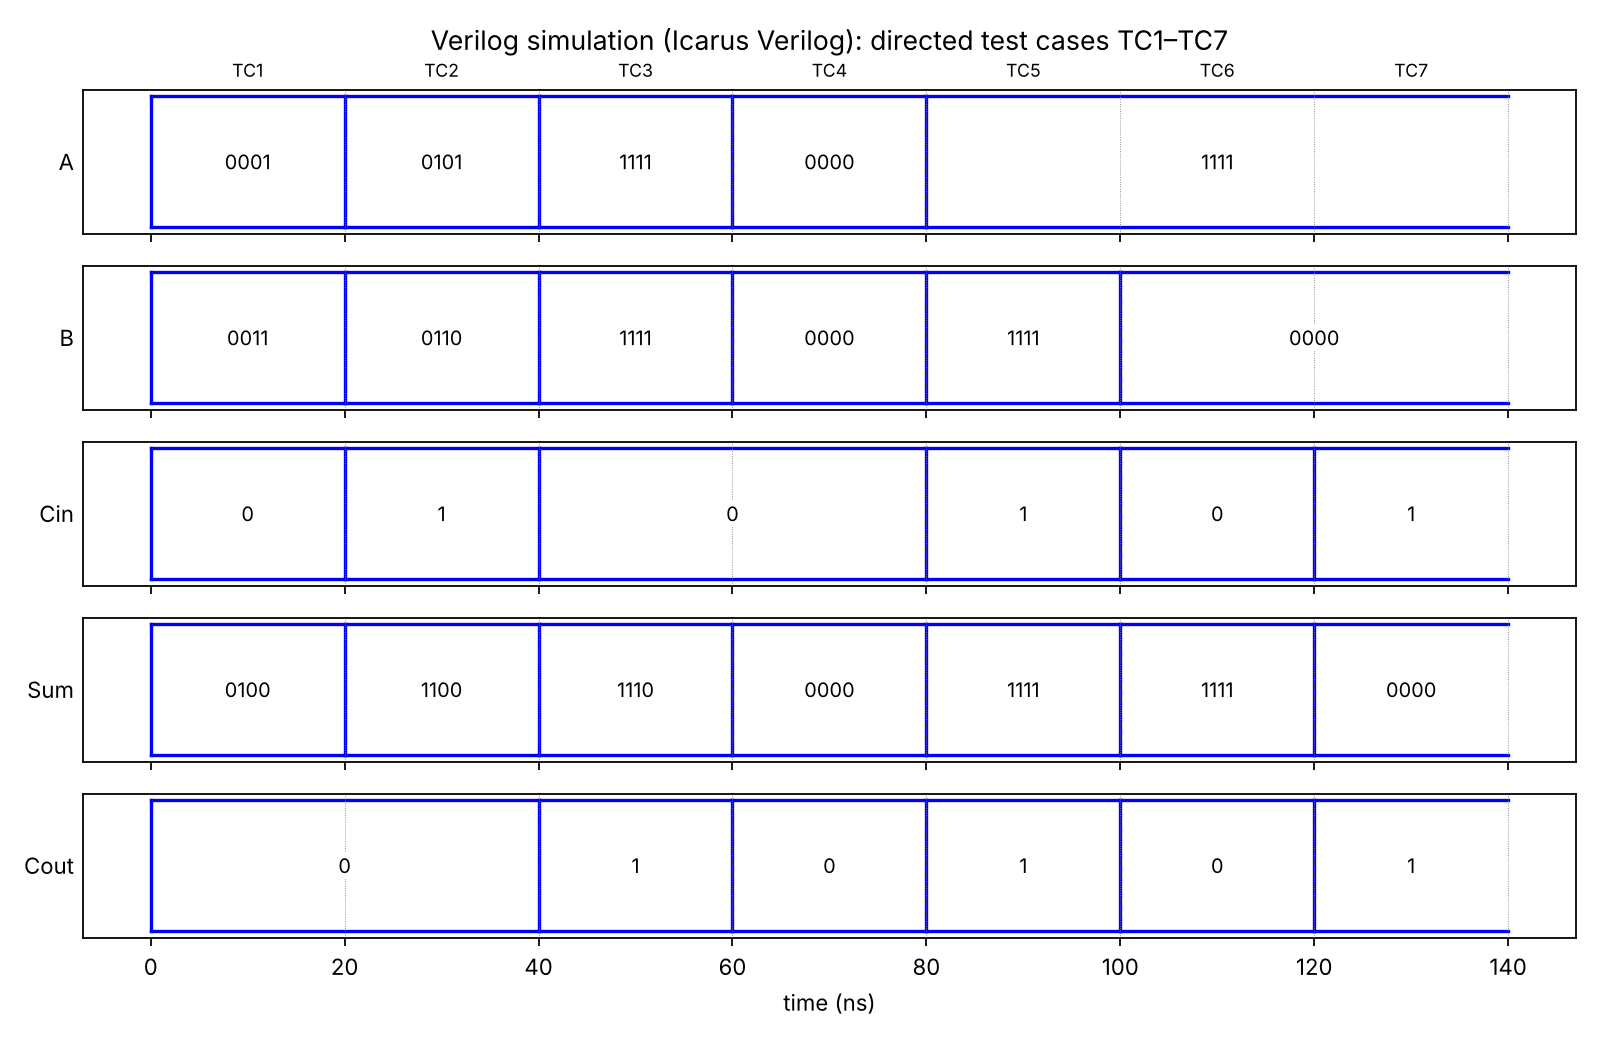 Verilog simulation (Icarus Verilog): directed test cases TC1–TC7
TC1 TC2 TC3 TC4 TC5 TC6 TC7
A 0001 0101 1111 0000 1111
B 0011 0110 1111 0000 1111 0000
Cin 0 1 0 1 0 1
Sum 0100 1100 1110 0000 1111 1111 0000
Cout 0 1 0 1 0 1
0 20 40 60 80 100 120 140
time (ns)